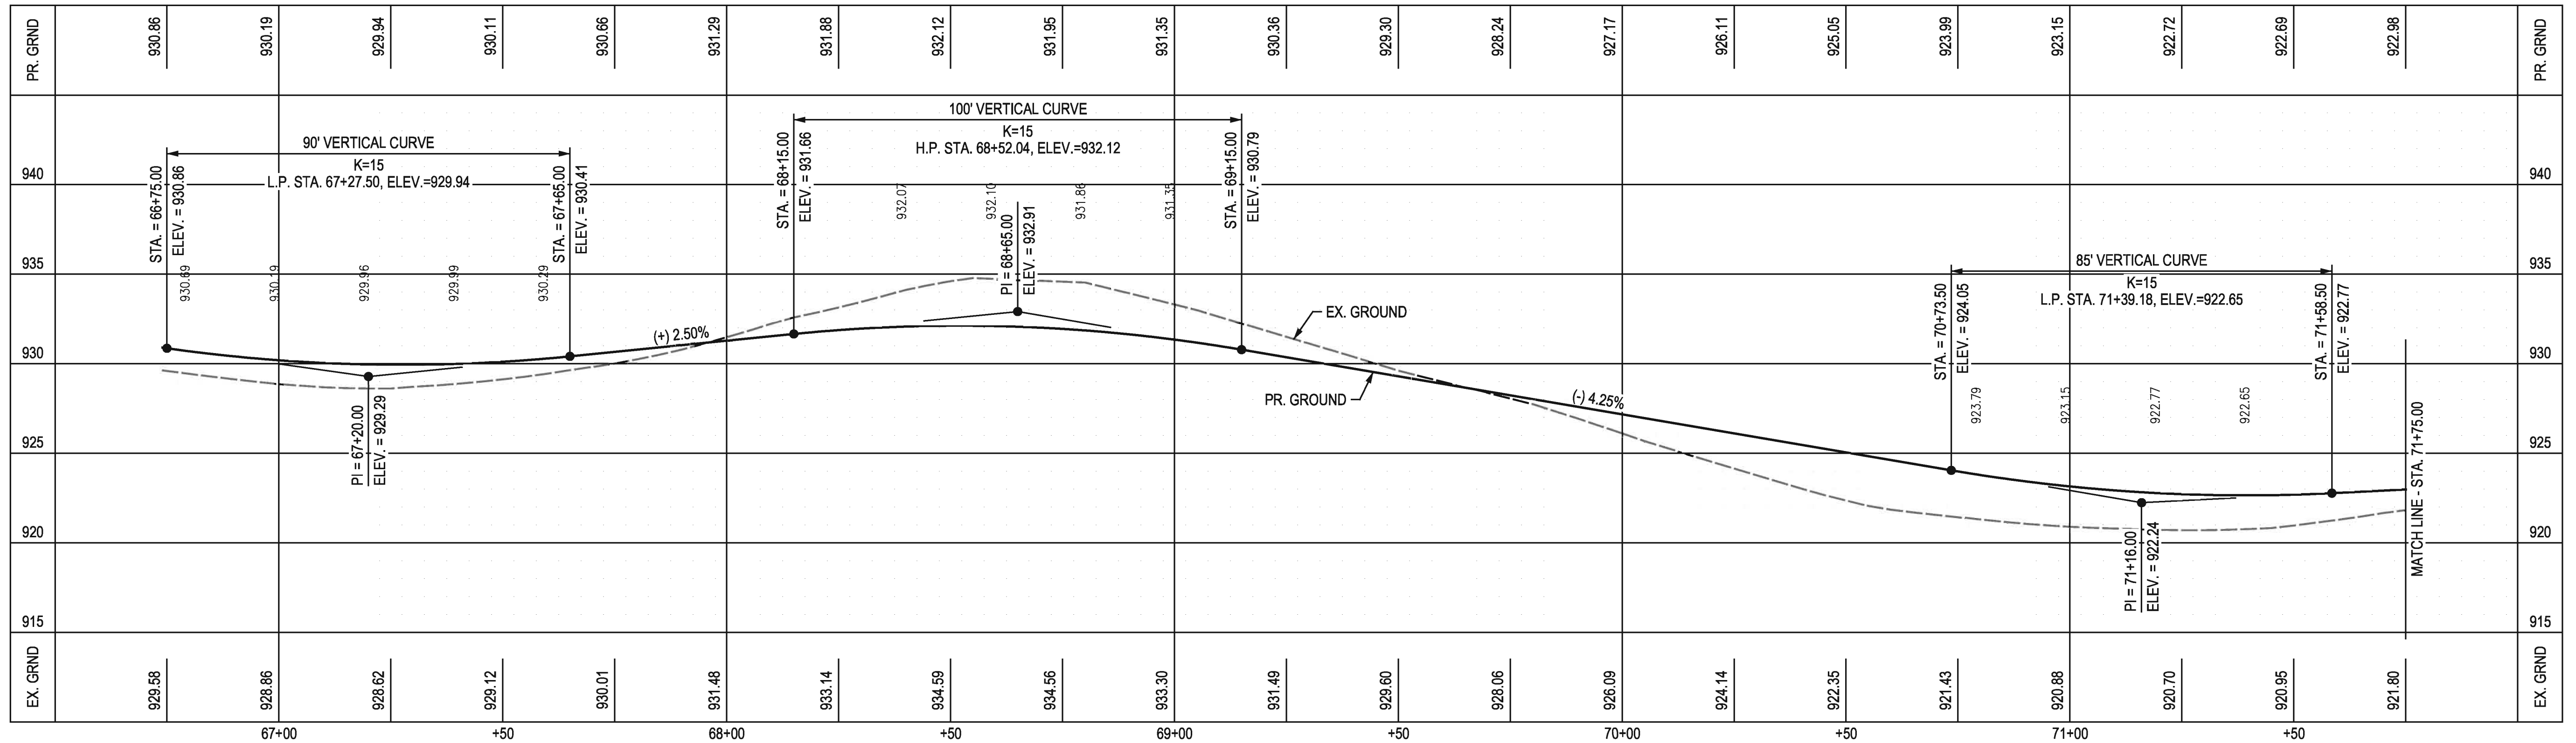 PR. GRND
930.86
930.19
929.94
930.11
930.66
931.29
931.88
932.12
931.95
931.35
930.36
929.30
928.24
927.17
926.11
925.05
923.99
923.15
922.72
922.69
922.98
PR. GRND
90' VERTICAL CURVE
K=15
L.P. STA. 67+27.50, ELEV.=929.94
STA. = 66+75.00
ELEV. = 930.86
STA. = 67+65.00
ELEV. = 930.41
930.69
930.19
929.96
929.99
930.29
PI = 67+20.00
ELEV. = 929.29
(+) 2.50%
100' VERTICAL CURVE
K=15
H.P. STA. 68+52.04, ELEV.=932.12
STA. = 68+15.00
ELEV. = 931.66
STA. = 69+15.00
ELEV. = 930.79
932.07
932.10
931.86
931.35
PI = 68+65.00
ELEV. = 932.91
EX. GROUND
PR. GROUND
(-) 4.25%
85' VERTICAL CURVE
K=15
L.P. STA. 71+39.18, ELEV.=922.65
STA. = 70+73.50
ELEV. = 924.05
STA. = 71+58.50
ELEV. = 922.77
923.79
923.15
922.77
922.65
PI = 71+16.00
ELEV. = 922.24
MATCH LINE - STA. 71+75.00
940
935
930
925
920
915
940
935
930
925
920
915
EX. GRND
929.58
928.86
928.62
929.12
930.01
931.48
933.14
934.59
934.56
933.30
931.49
929.60
928.06
926.09
924.14
922.35
921.43
920.88
920.70
920.95
921.80
EX. GRND
67+00
+50
68+00
+50
69+00
+50
70+00
+50
71+00
+50